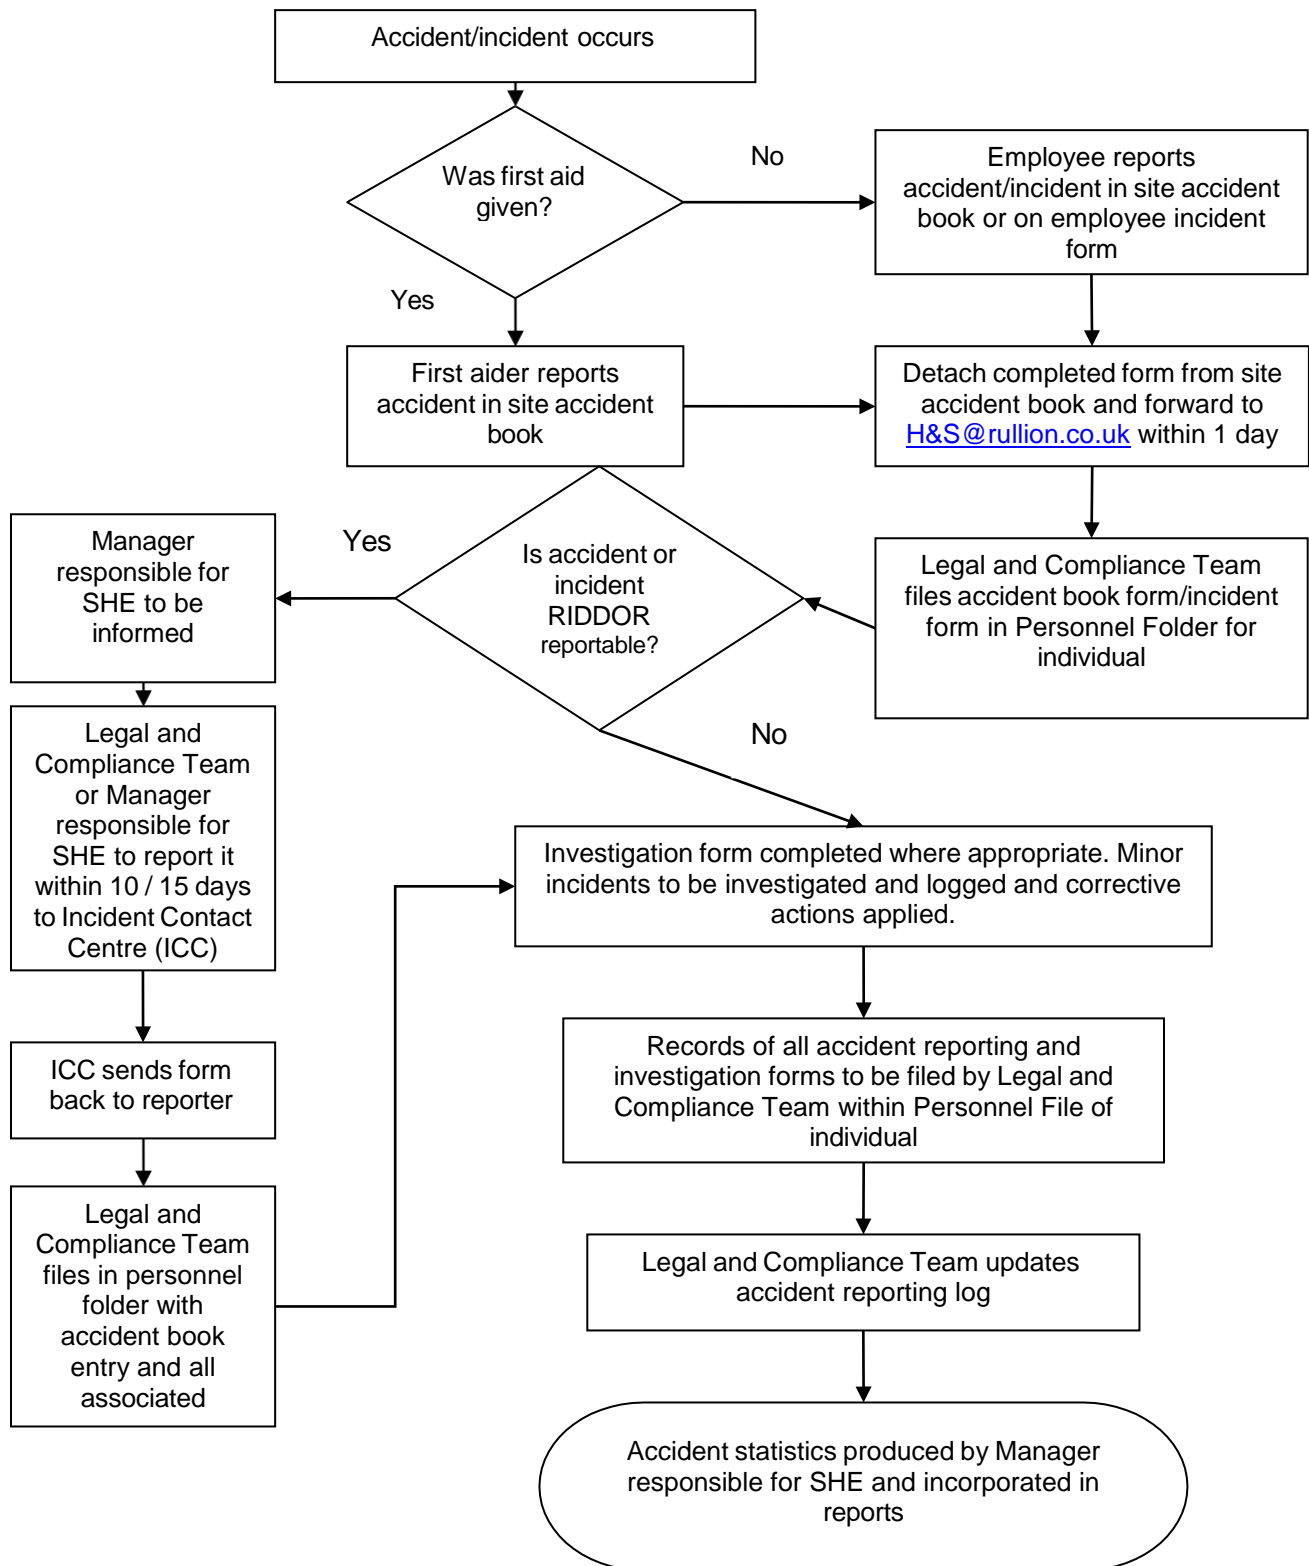 Accident/incident occurs
Was first aid
given?
No
Employee reports
accident/incident in site accident
book or on employee incident
form
Yes
First aider reports
accident in site accident
book
Detach completed form from site
accident book and forward to
H&S@rullion.co.uk within 1 day
Manager
responsible for
SHE to be
informed
Yes
Is accident or
incident
RIDDOR
reportable?
Legal and Compliance Team
files accident book form/incident
form in Personnel Folder for
individual
No
Legal and
Compliance Team
or Manager
responsible for
SHE to report it
within 10 / 15 days
to Incident Contact
Centre (ICC)
Investigation form completed where appropriate. Minor
incidents to be investigated and logged and corrective
actions applied.
ICC sends form
back to reporter
Records of all accident reporting and
investigation forms to be filed by Legal and
Compliance Team within Personnel File of
individual
Legal and
Compliance Team
files in personnel
folder with
accident book
entry and all
associated
Legal and Compliance Team updates
accident reporting log
Accident statistics produced by Manager
responsible for SHE and incorporated in
reports